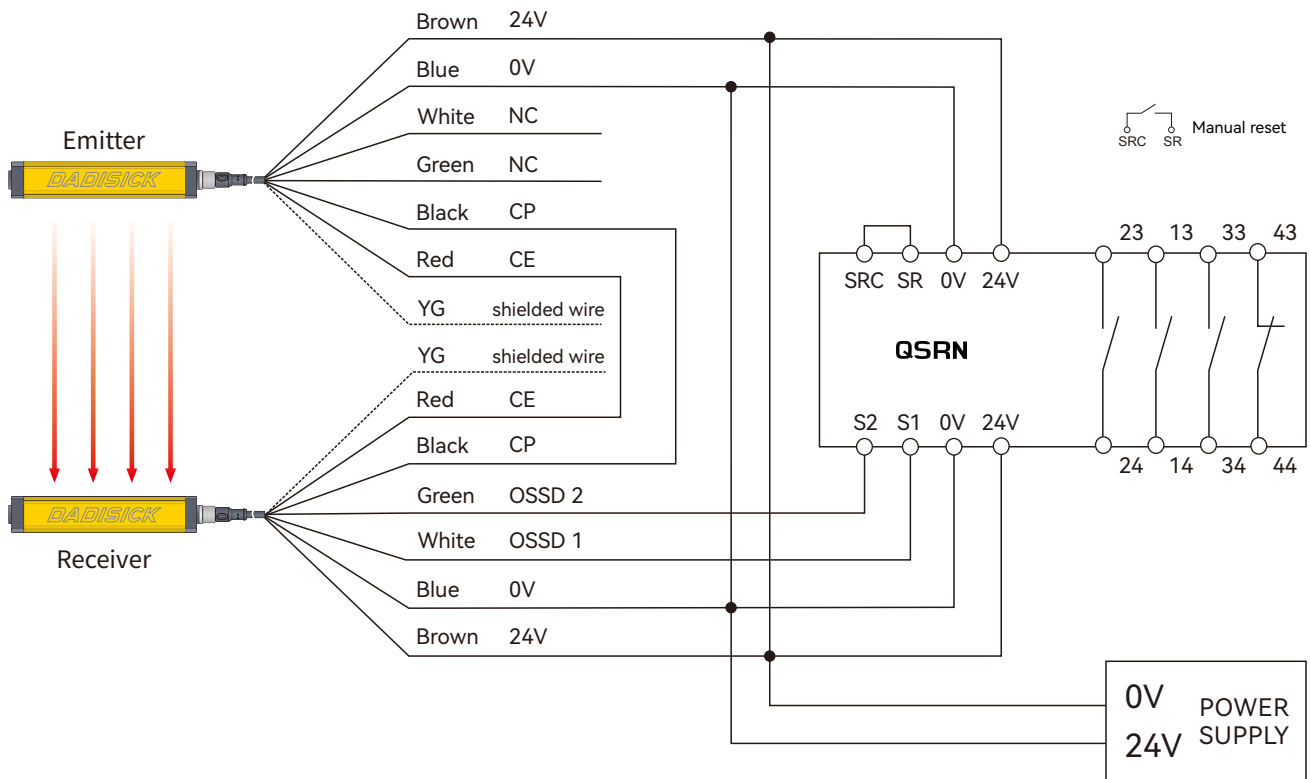 Brown 24V
Blue 0V
White NC
Green NC
Black CP
Red CE
YG shielded wire
YG shielded wire
Red CE
Black CP
Green OSSD 2
White OSSD 1
Blue 0V
Brown 24V
Emitter
DADISICK
DADISICK
Receiver
SRC SR Manual reset
23 13 33 43
SRC SR 0V 24V
QSRN
S2 S1 0V 24V
24 14 34 44
0V
24V
POWER
SUPPLY